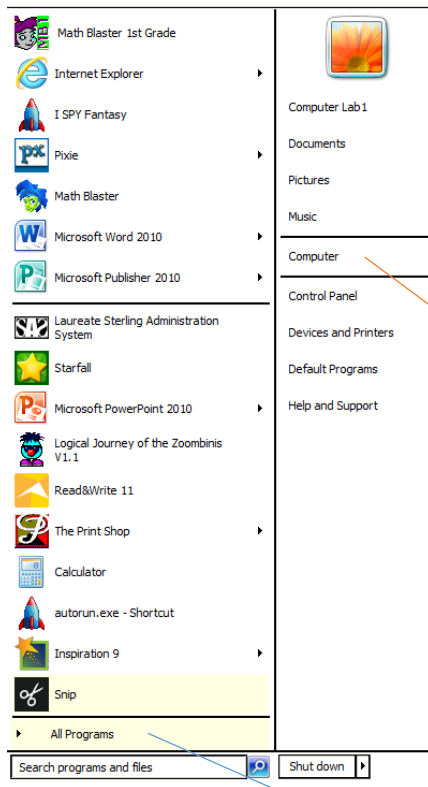 MB1
Math Blaster 1st Grade
Internet Explorer
I SPY Fantasy
px
Pixie
Math Blaster
W
Microsoft Word 2010
P
Microsoft Publisher 2010
SAS
Laureate Sterling Administration
System
Starfall
P
Microsoft PowerPoint 2010
Logical Journey of the Zoombinis
V1.1
Read&Write 11
P
The Print Shop
Calculator
autorun.exe - Shortcut
Inspiration 9
Snip
All Programs
Search programs and files
Computer Lab1
Documents
Pictures
Music
Computer
Control Panel
Devices and Printers
Default Programs
Help and Support
Shut down